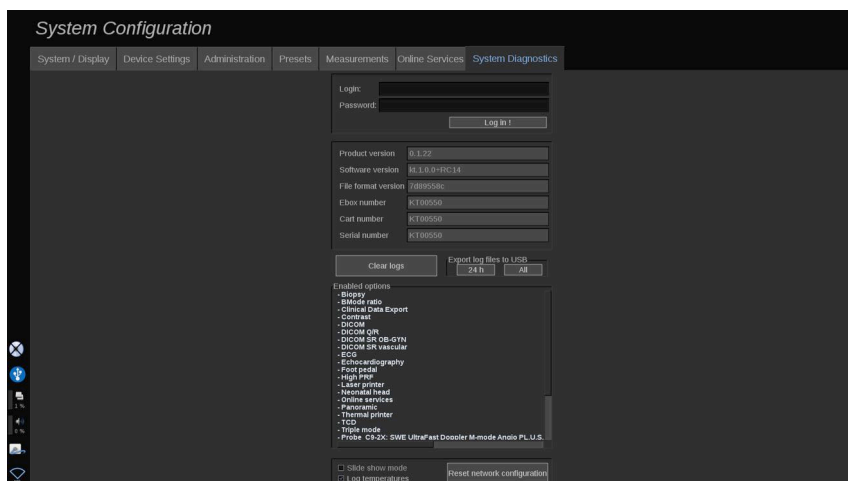 System Configuration
System / Display
Device Settings
Administration
Presets
Measurements
Online Services
System Diagnostics
Login:
Password:
Log in !
Product version 0.1.22
Software version kt.1.0.0+RC14
File format version 7d89558c
Ebox number KT00550
Cart number KT00550
Serial number KT00550
Clear logs
Export log files to USB
24 h All
Enabled options
- Biopsy
- BMode ratio
- Clinical Data Export
- Contrast
- DICOM
- DICOM Q/R
- DICOM SR OB-GYN
- DICOM SR vascular
- ECG
- Echocardiography
- Foot pedal
- High PRF
- Laser printer
- Neonatal head
- Online services
- Panoramic
- Thermal printer
- TCD
- Triple mode
- Probe C9-2X: SWE UltraFast Doppler M-mode Angio PL.U.S.
1 %
0 %
Slide show mode
Log temperatures
Reset network configuration